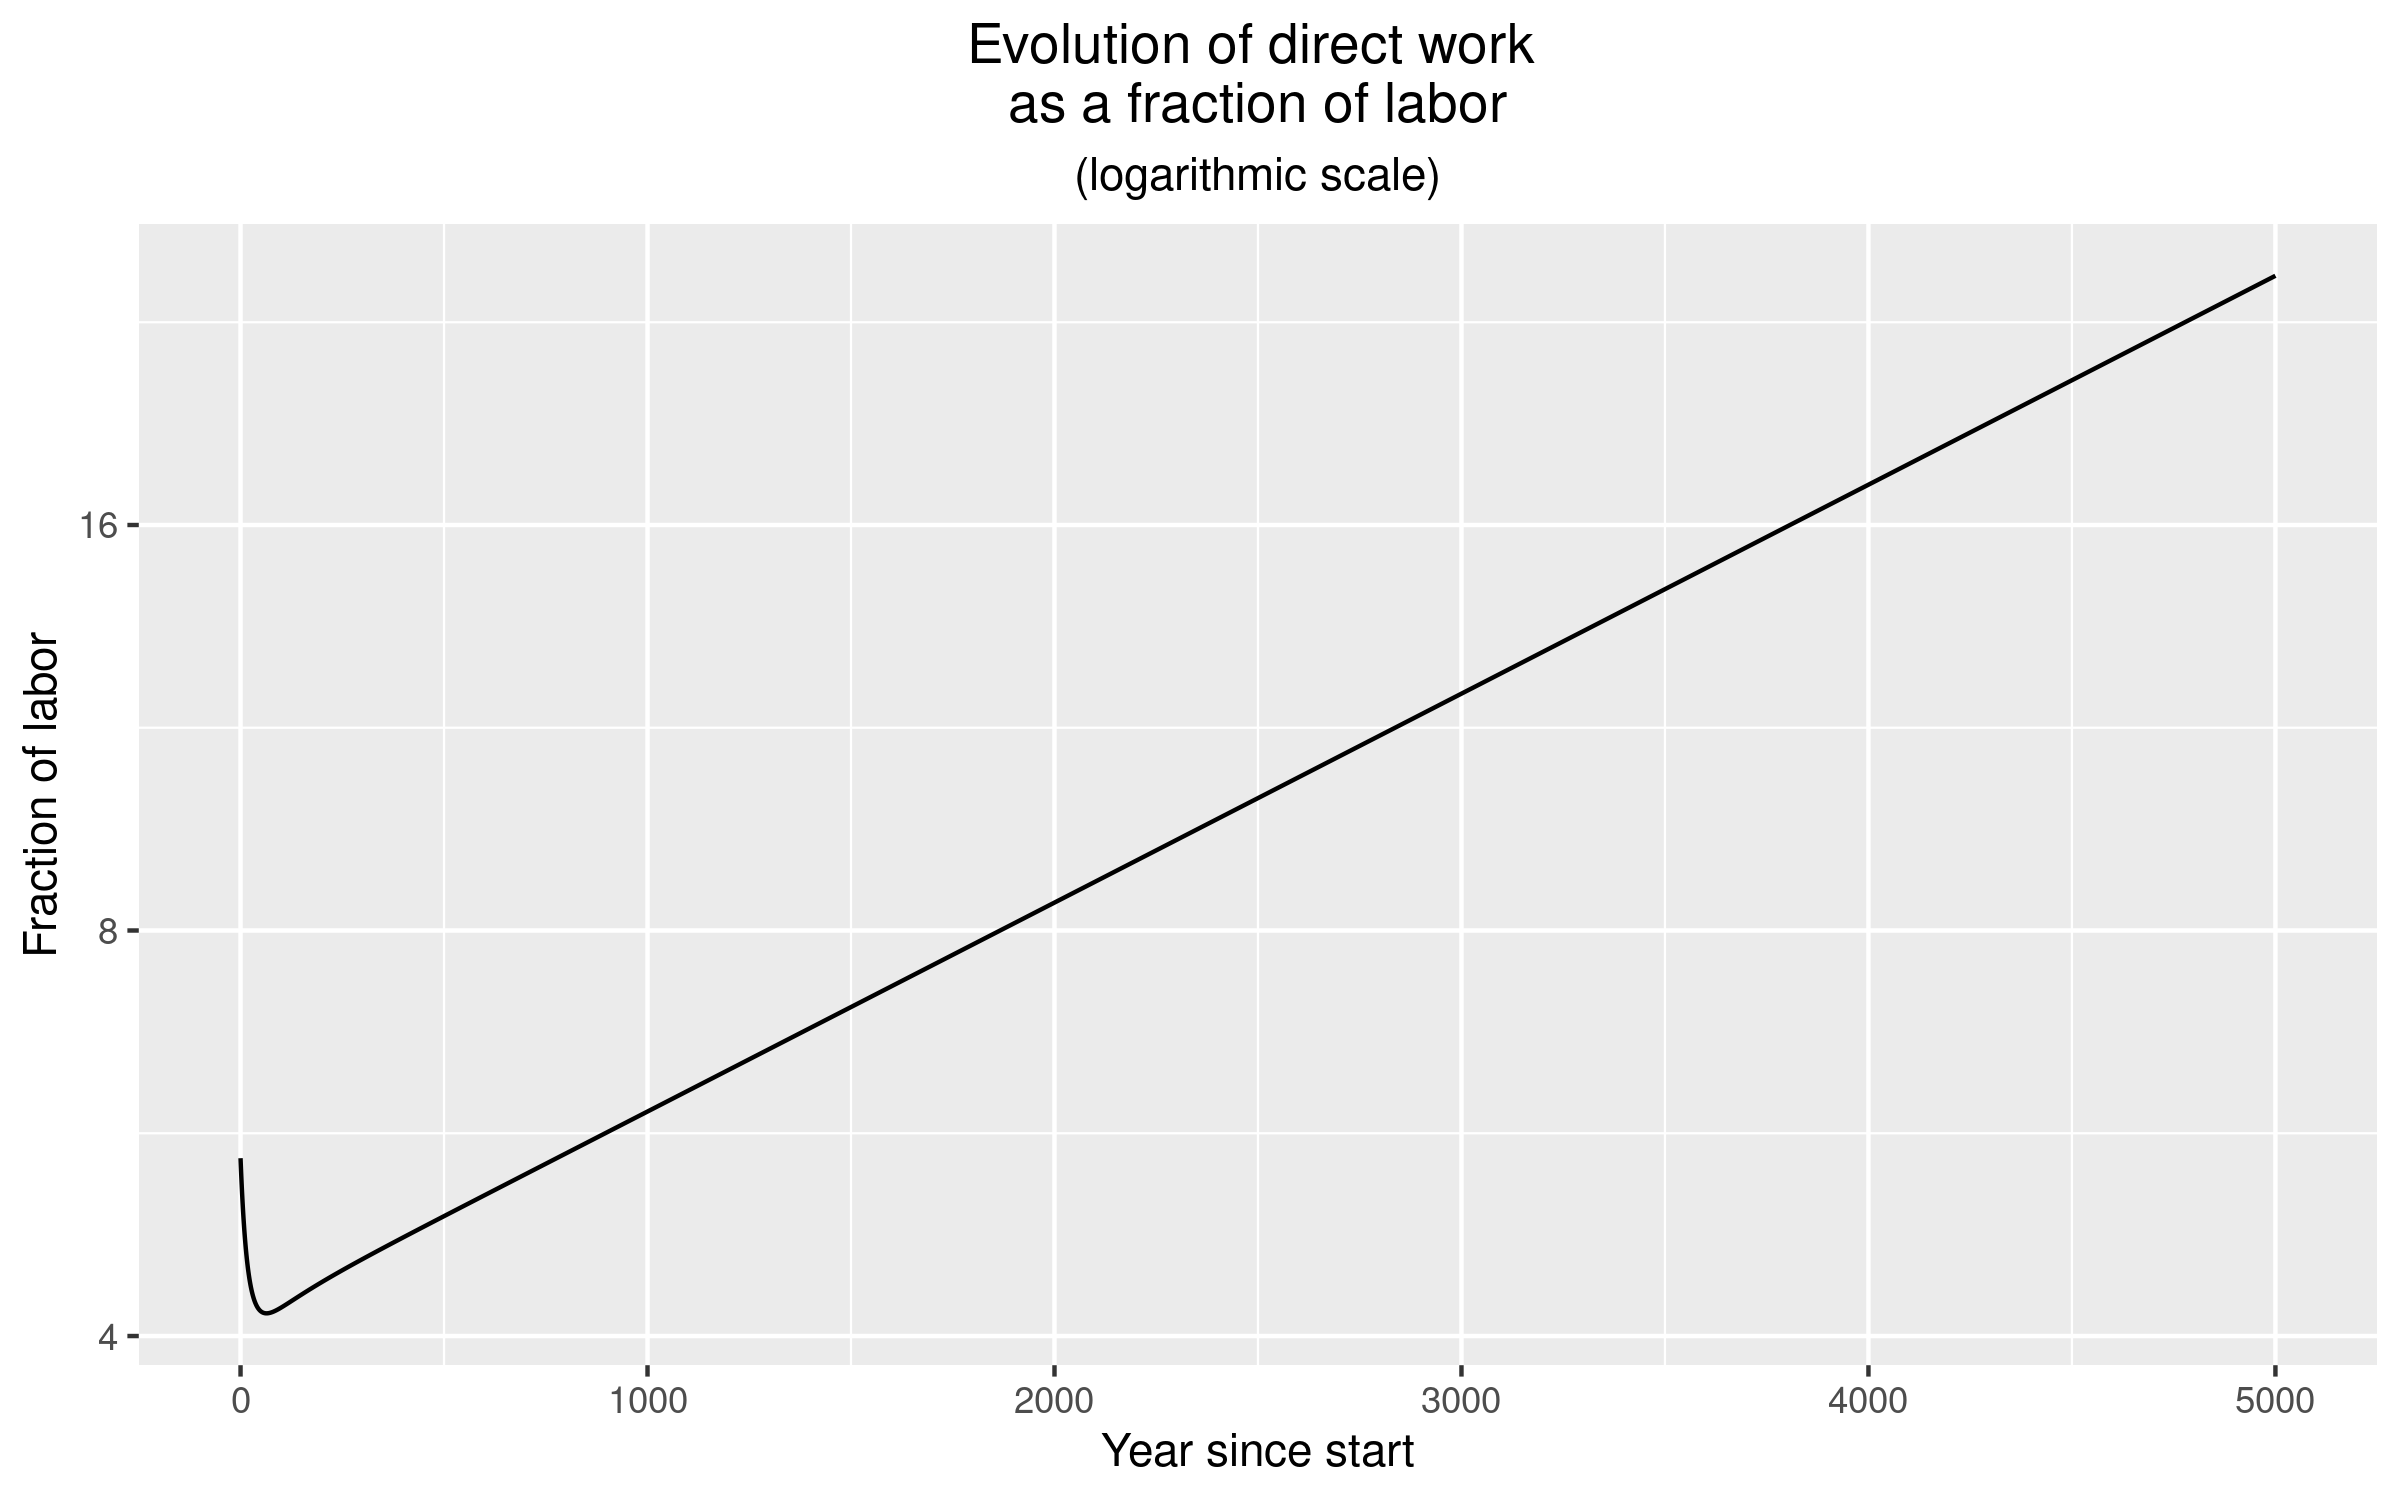 Evolution of direct work
as a fraction of labor
(logarithmic scale)
Fraction of labor
16
8
4
0 1000 2000 3000 4000 5000
Year since start